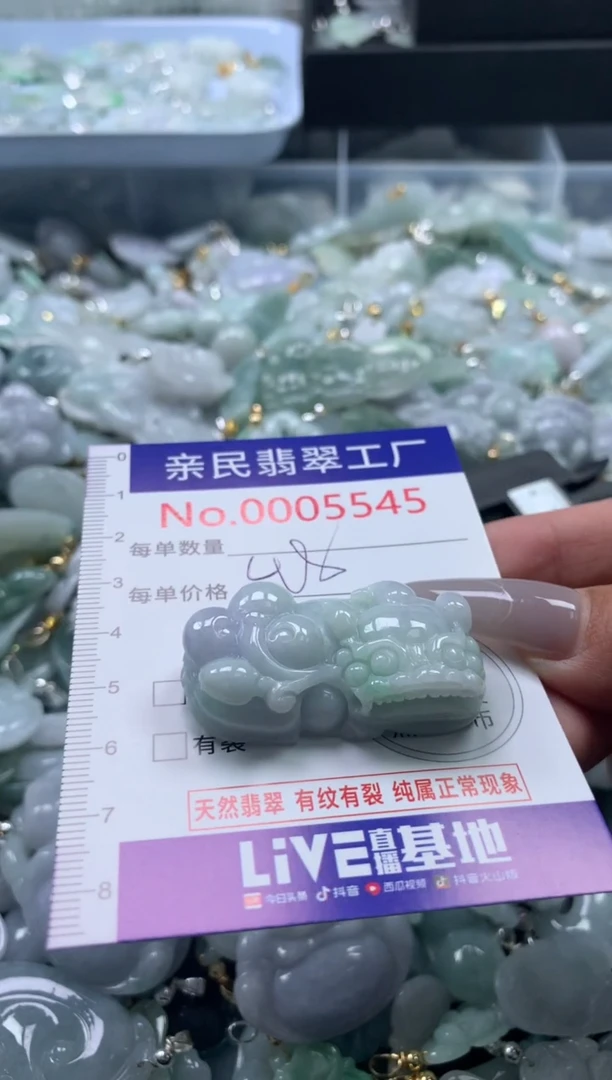 0
亲民翡翠工厂
1
No.0005545
2
每单数量
3
每单价格
4
5
6
有裂
布
7
天然翡翠 有纹有裂 纯属正常现象
LiVE直播基地
8
今日头条 抖音 西瓜视频 抖音火山版